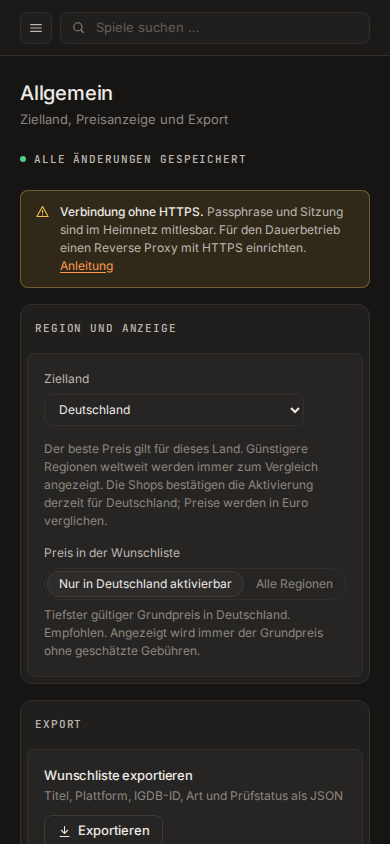 Spiele suchen ...
Allgemein
Zielland, Preisanzeige und Export
ALLE ÄNDERUNGEN GESPEICHERT
Verbindung ohne HTTPS. Passphrase und Sitzung
sind im Heimnetz mitlesbar. Für den Dauerbetrieb
einen Reverse Proxy mit HTTPS einrichten.
Anleitung
REGION UND ANZEIGE
Zielland
Deutschland
Der beste Preis gilt für dieses Land. Günstigere
Regionen weltweit werden immer zum Vergleich
angezeigt. Die Shops bestätigen die Aktivierung
derzeit für Deutschland; Preise werden in Euro
verglichen.
Preis in der Wunschliste
Nur in Deutschland aktivierbar Alle Regionen
Tiefster gültiger Grundpreis in Deutschland.
Empfohlen. Angezeigt wird immer der Grundpreis
ohne geschätzte Gebühren.
EXPORT
Wunschliste exportieren
Titel, Plattform, IGDB-ID, Art und Prüfstatus als JSON
Exportieren